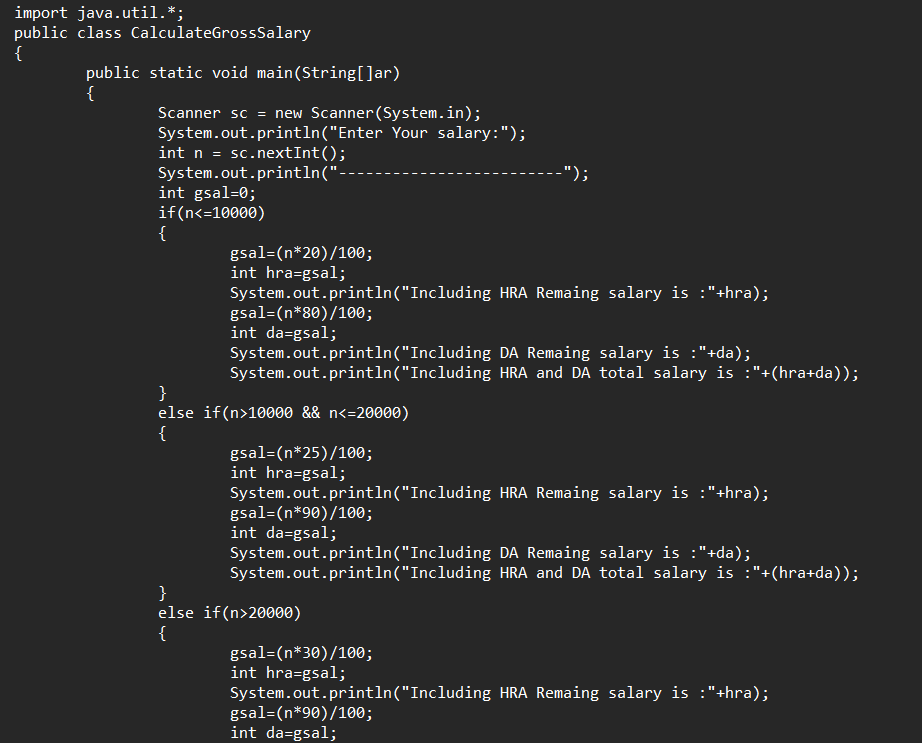 import java.util.*;
public class CalculateGrossSalary
{
        public static void main(String[]ar)
        {
                Scanner sc = new Scanner(System.in);
                System.out.println("Enter Your salary:");
                int n = sc.nextInt();
                System.out.println("-------------------------");
                int gsal=0;
                if(n<=10000)
                {
                        gsal=(n*20)/100;
                        int hra=gsal;
                        System.out.println("Including HRA Remaing salary is :"+hra);
                        gsal=(n*80)/100;
                        int da=gsal;
                        System.out.println("Including DA Remaing salary is :"+da);
                        System.out.println("Including HRA and DA total salary is :"+(hra+da));
                }
                else if(n>10000 && n<=20000)
                {
                        gsal=(n*25)/100;
                        int hra=gsal;
                        System.out.println("Including HRA Remaing salary is :"+hra);
                        gsal=(n*90)/100;
                        int da=gsal;
                        System.out.println("Including DA Remaing salary is :"+da);
                        System.out.println("Including HRA and DA total salary is :"+(hra+da));
                }
                else if(n>20000)
                {
                        gsal=(n*30)/100;
                        int hra=gsal;
                        System.out.println("Including HRA Remaing salary is :"+hra);
                        gsal=(n*90)/100;
                        int da=gsal;